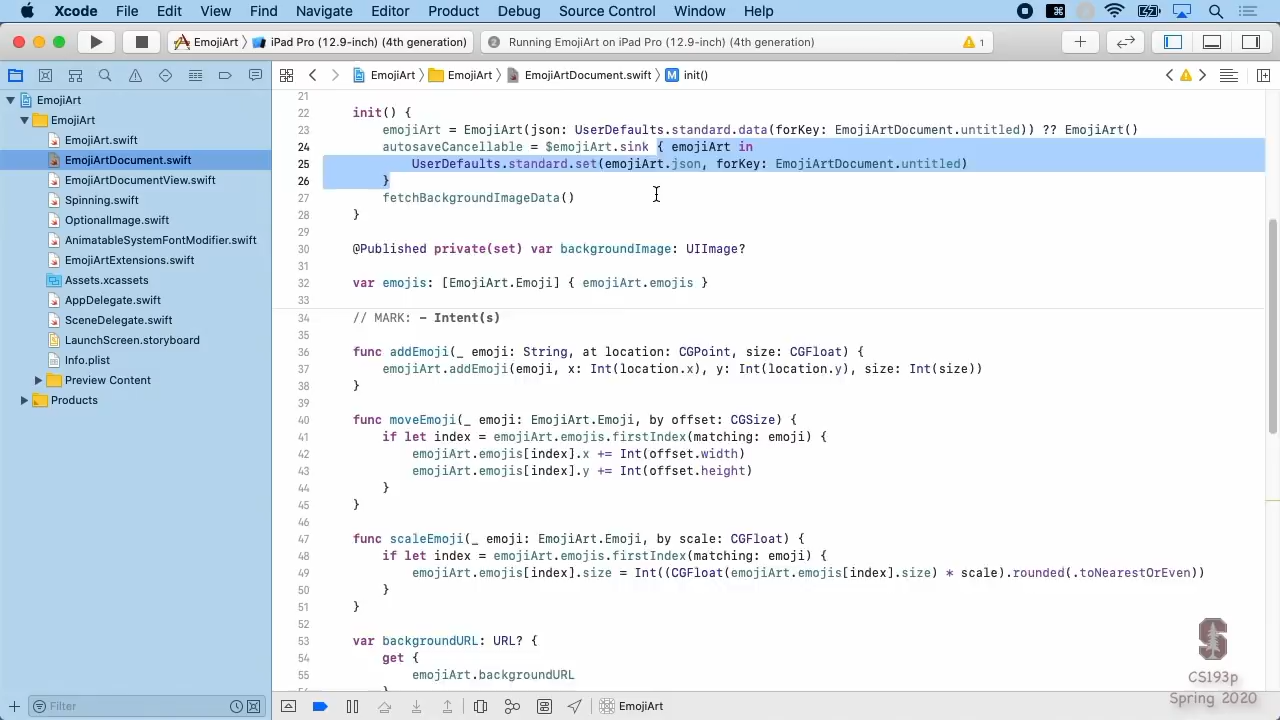 Xcode File Edit View Find Navigate Editor Product Debug Source Control Window Help
EmojiArt iPad Pro (12.9-inch) (4th generation) 2 Running EmojiArt on iPad Pro (12.9-inch) (4th generation) 1
EmojiArt EmojiArt EmojiArtDocument.swift M init()
EmojiArt
EmojiArt
EmojiArt.swift
EmojiArtDocument.swift
EmojiArtDocumentView.swift
Spinning.swift
OptionalImage.swift
AnimatableSystemFontModifier.swift
EmojiArtExtensions.swift
Assets.xcassets
AppDelegate.swift
SceneDelegate.swift
LaunchScreen.storyboard
Info.plist
Preview Content
Products
Filter
21
22 init() {
23 emojiArt = EmojiArt(json: UserDefaults.standard.data(forKey: EmojiArtDocument.untitled)) ?? EmojiArt()
24 autosaveCancellable = $emojiArt.sink { emojiArt in
25 UserDefaults.standard.set(emojiArt.json, forKey: EmojiArtDocument.untitled)
26 }
27 fetchBackgroundImageData()
28 }
29
30 @Published private(set) var backgroundImage: UIImage?
31
32 var emojis: [EmojiArt.Emoji] { emojiArt.emojis }
33
34 // MARK: - Intent(s)
35
36 func addEmoji(_ emoji: String, at location: CGPoint, size: CGFloat) {
37 emojiArt.addEmoji(emoji, x: Int(location.x), y: Int(location.y), size: Int(size))
38 }
39
40 func moveEmoji(_ emoji: EmojiArt.Emoji, by offset: CGSize) {
41 if let index = emojiArt.emojis.firstIndex(matching: emoji) {
42 emojiArt.emojis[index].x += Int(offset.width)
43 emojiArt.emojis[index].y += Int(offset.height)
44 }
45 }
46
47 func scaleEmoji(_ emoji: EmojiArt.Emoji, by scale: CGFloat) {
48 if let index = emojiArt.emojis.firstIndex(matching: emoji) {
49 emojiArt.emojis[index].size = Int((CGFloat(emojiArt.emojis[index].size) * scale).rounded(.toNearestOrEven))
50 }
51 }
52
53 var backgroundURL: URL? {
54 get {
55 emojiArt.backgroundURL
}
EmojiArt
S
CS193p
Spring 2020